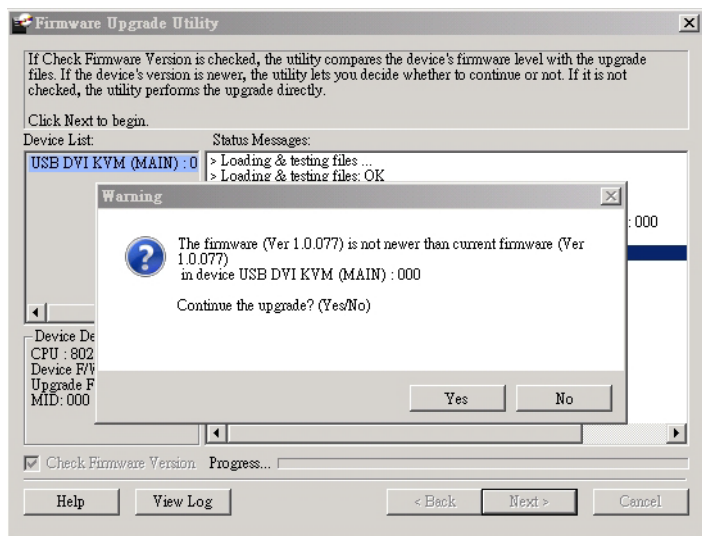 Firmware Upgrade Utility
If Check Firmware Version is checked, the utility compares the device's firmware level with the upgrade
files. If the device's version is newer, the utility lets you decide whether to continue or not. If it is not
checked, the utility performs the upgrade directly.
Click Next to begin.
Device List:
Status Messages:
USB DVI KVM (MAIN) : 0
> Loading & testing files ...
> Loading & testing files: OK
: 000
Warning
The firmware (Ver 1.0.077) is not newer than current firmware (Ver
1.0.077)
in device USB DVI KVM (MAIN) : 000
Continue the upgrade? (Yes/No)
Yes
No
Device De
CPU : 802
Device F/
Upgrade F
MID: 000
Check Firmware Version
Progress...
Help
View Log
< Back
Next >
Cancel